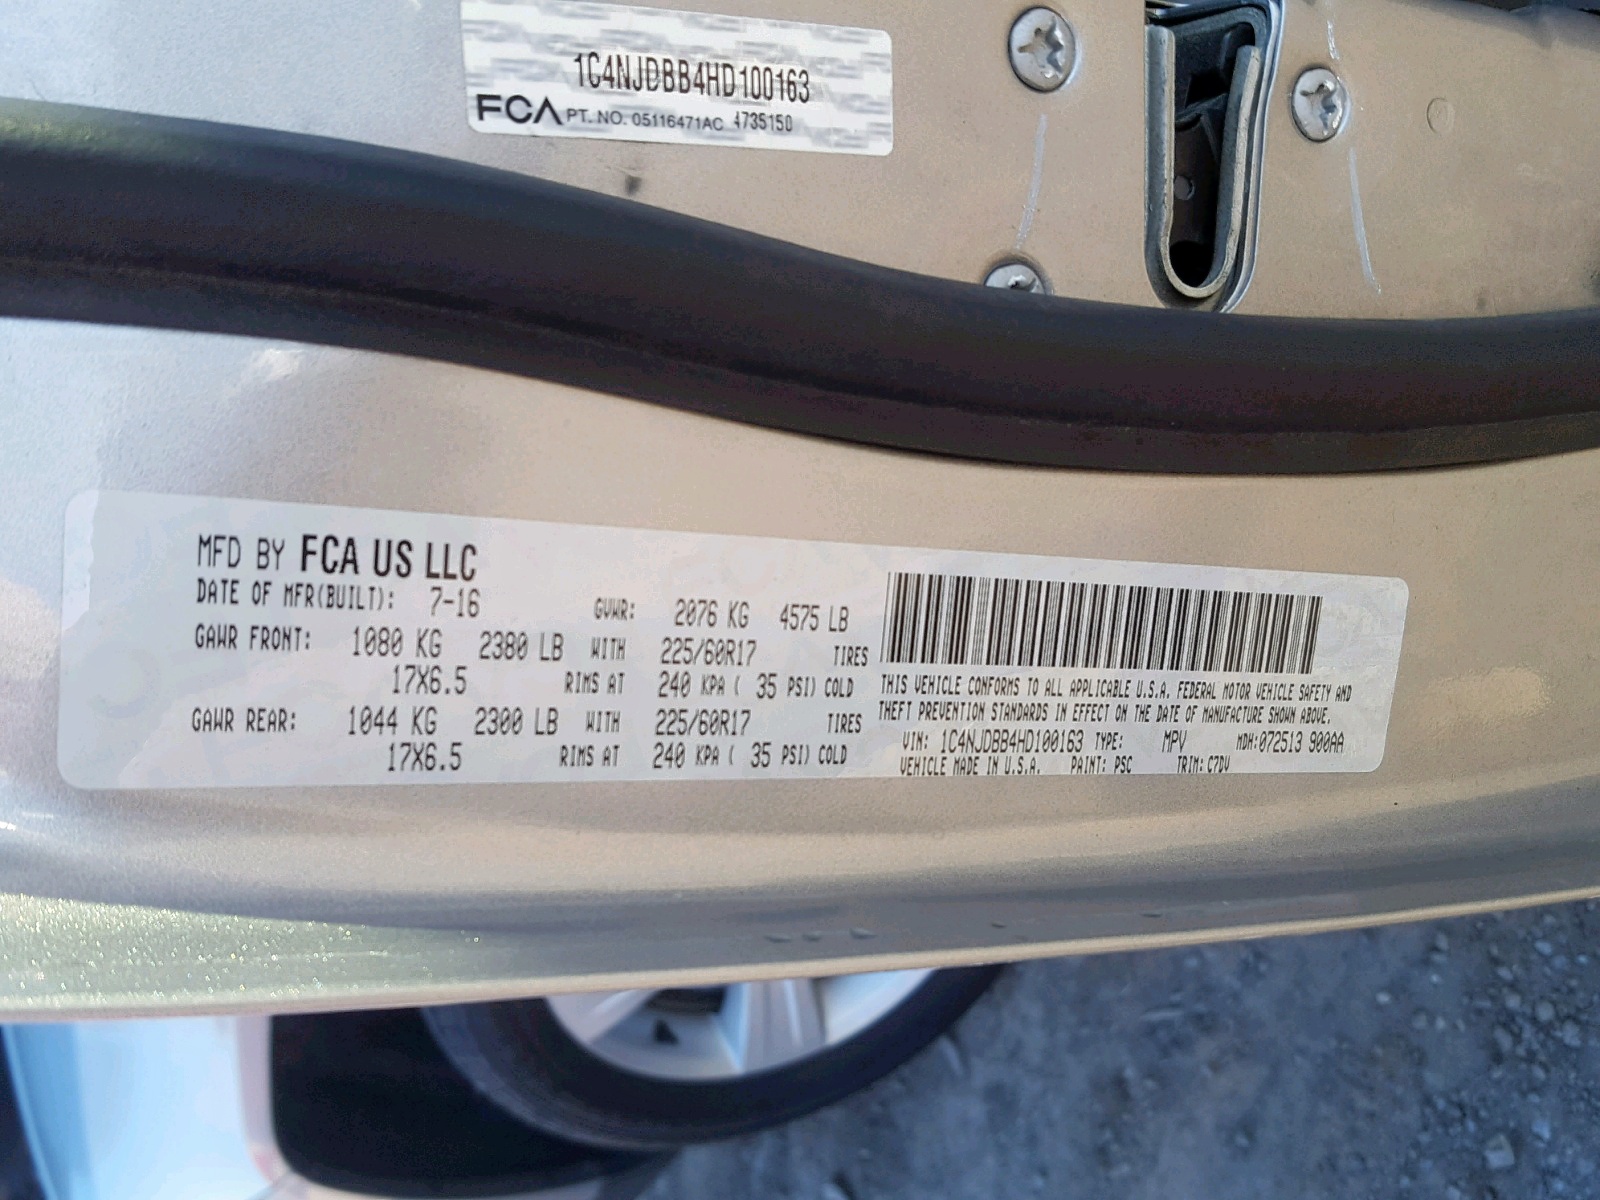 1C4NJDBB4HD100163
FCA PT. NO. 05116471AC 4735150
MFD BY FCA US LLC
DATE OF MFR(BUILT): 7-16 GVWR: 2076 KG 4575 LB
GAWR FRONT: 1080 KG 2380 LB WITH 225/60R17 TIRES
17X6.5 RIMS AT 240 KPA ( 35 PSI) COLD
GAWR REAR: 1044 KG 2300 LB WITH 225/60R17 TIRES
17X6.5 RIMS AT 240 KPA ( 35 PSI) COLD
THIS VEHICLE CONFORMS TO ALL APPLICABLE U.S.A. FEDERAL MOTOR VEHICLE SAFETY AND
THEFT PREVENTION STANDARDS IN EFFECT ON THE DATE OF MANUFACTURE SHOWN ABOVE.
VIN: 1C4NJDBB4HD100163 TYPE: MPV MDH:072513 900AA
VEHICLE MADE IN U.S.A. PAINT: PSC TRIM: C7DV